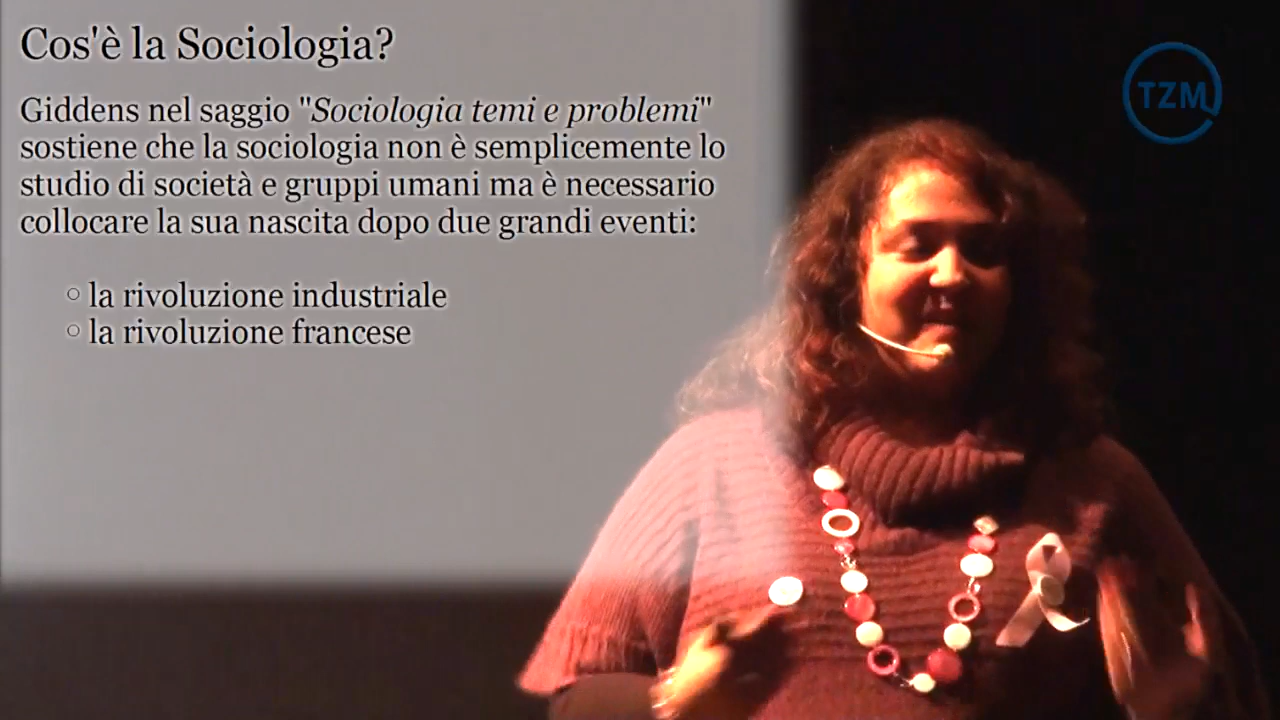 Cos'è la Sociologia?
Giddens nel saggio "Sociologia temi e problemi"
sostiene che la sociologia non è semplicemente lo
studio di società e gruppi umani ma è necessario
collocare la sua nascita dopo due grandi eventi:
la rivoluzione industriale
la rivoluzione francese
TZM